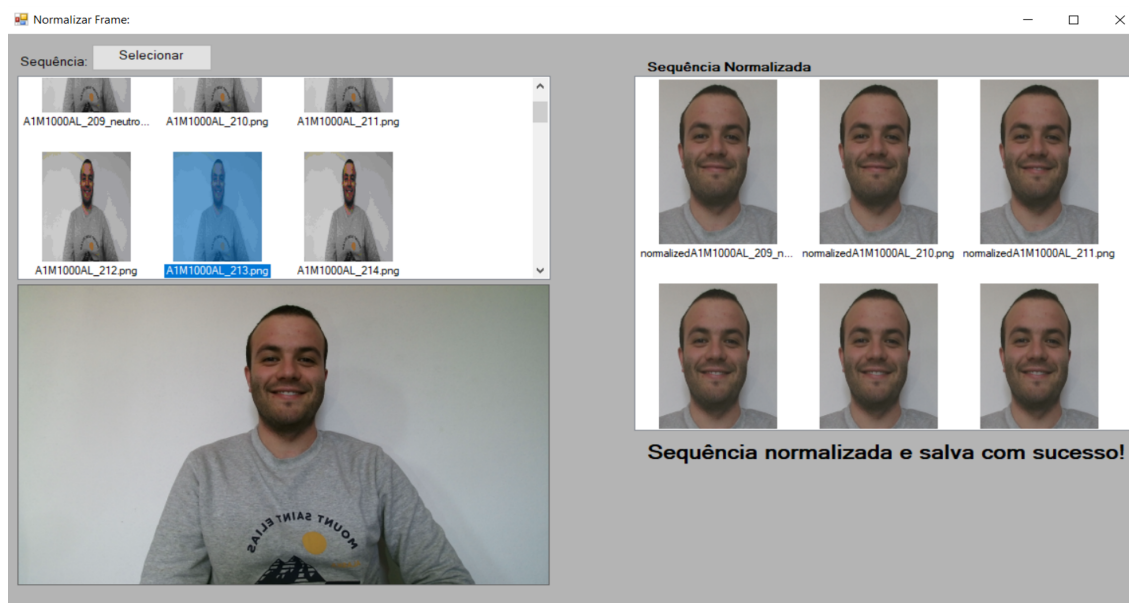 Normalizar Frame:
Sequência:
Selecionar
A1M1000AL_209_neutro...
A1M1000AL_210.png
A1M1000AL_211.png
A1M1000AL_212.png
A1M1000AL_213.png
A1M1000AL_214.png
MOUNT SAINT ELIAS
Sequência Normalizada
normalizedA1M1000AL_209_n...
normalizedA1M1000AL_210.png
normalizedA1M1000AL_211.png
Sequência normalizada e salva com sucesso!